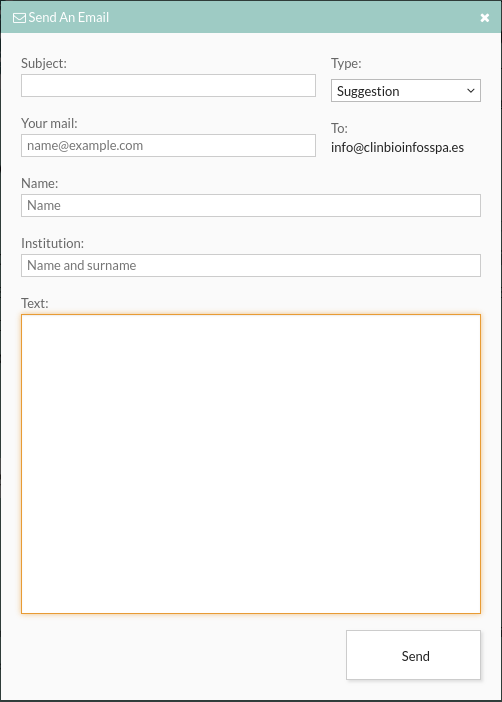 Send An Email
Subject:
Type:
Suggestion
Your mail:
name@example.com
To:
info@clinbioinfosspa.es
Name:
Name
Institution:
Name and surname
Text:
Send